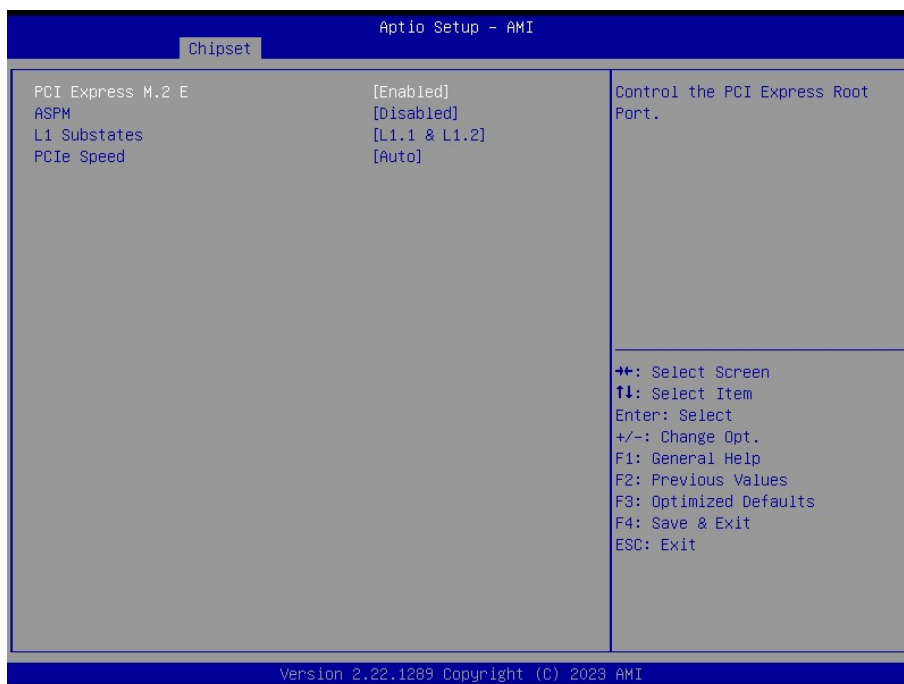 Aptio Setup - AMI
Chipset
PCI Express M.2 E [Enabled]
ASPM [Disabled]
L1 Substates [L1.1 & L1.2]
PCIe Speed [Auto]
Control the PCI Express Root
Port.
→←: Select Screen
↑↓: Select Item
Enter: Select
+/-: Change Opt.
F1: General Help
F2: Previous Values
F3: Optimized Defaults
F4: Save & Exit
ESC: Exit
Version 2.22.1289 Copyright (C) 2023 AMI